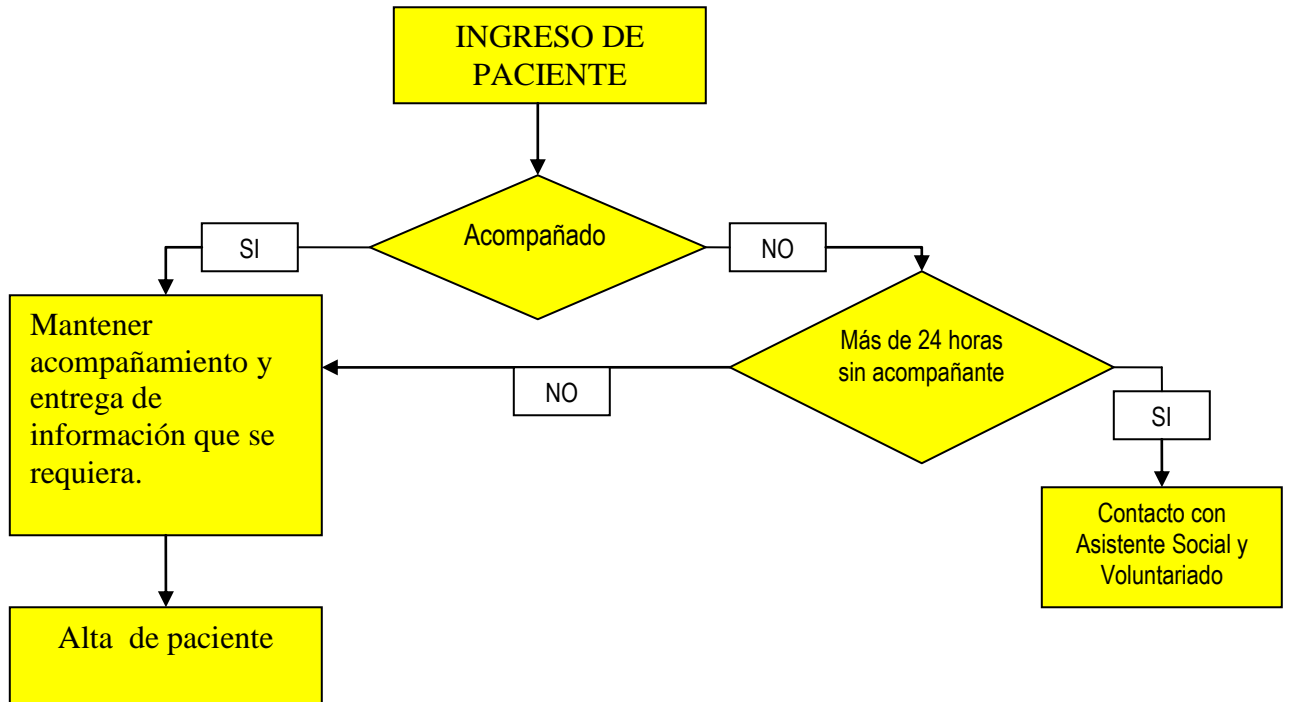 INGRESO DE
PACIENTE
Acompañado
SI
NO
Mantener
acompañamiento y
entrega de
información que se
requiera.
Más de 24 horas
sin acompañante
NO
SI
Contacto con
Asistente Social y
Voluntariado
Alta de paciente